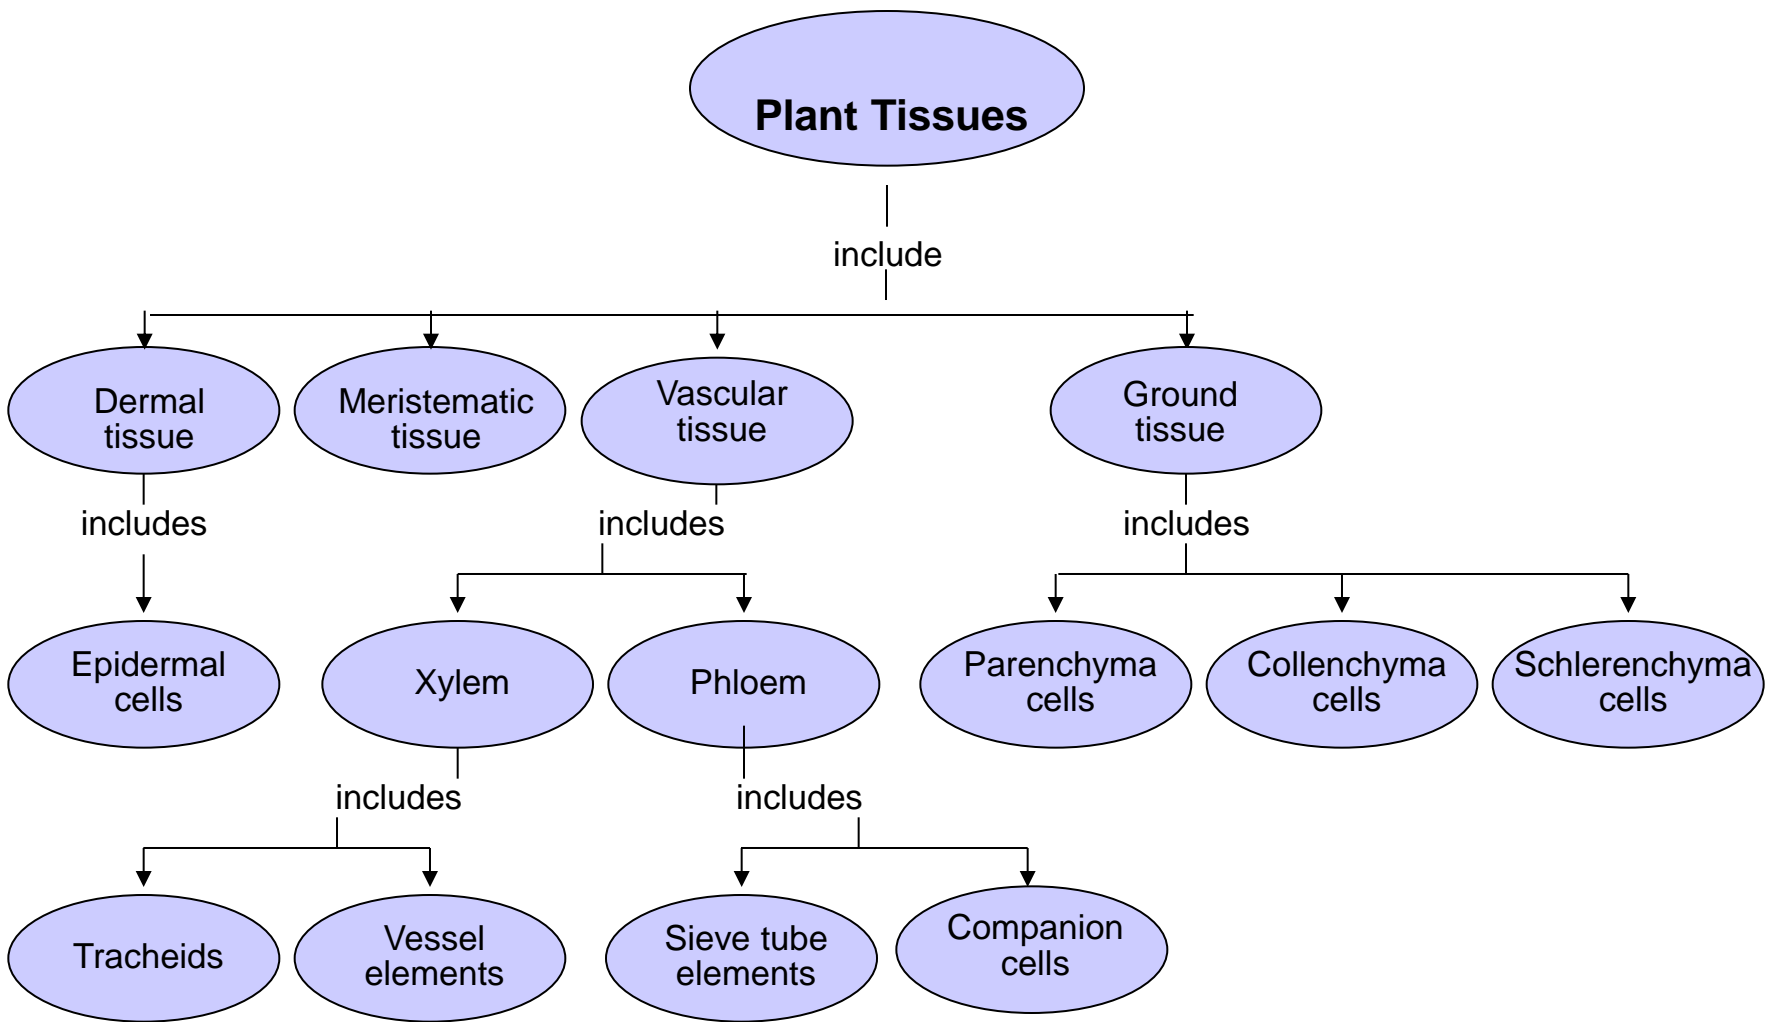 Plant Tissues
include
Dermal
tissue
Meristematic
tissue
Vascular
tissue
Ground
tissue
includes
includes
includes
Epidermal
cells
Xylem
Phloem
Parenchyma
cells
Collenchyma
cells
Schlerenchyma
cells
includes
includes
Tracheids
Vessel
elements
Sieve tube
elements
Companion
cells